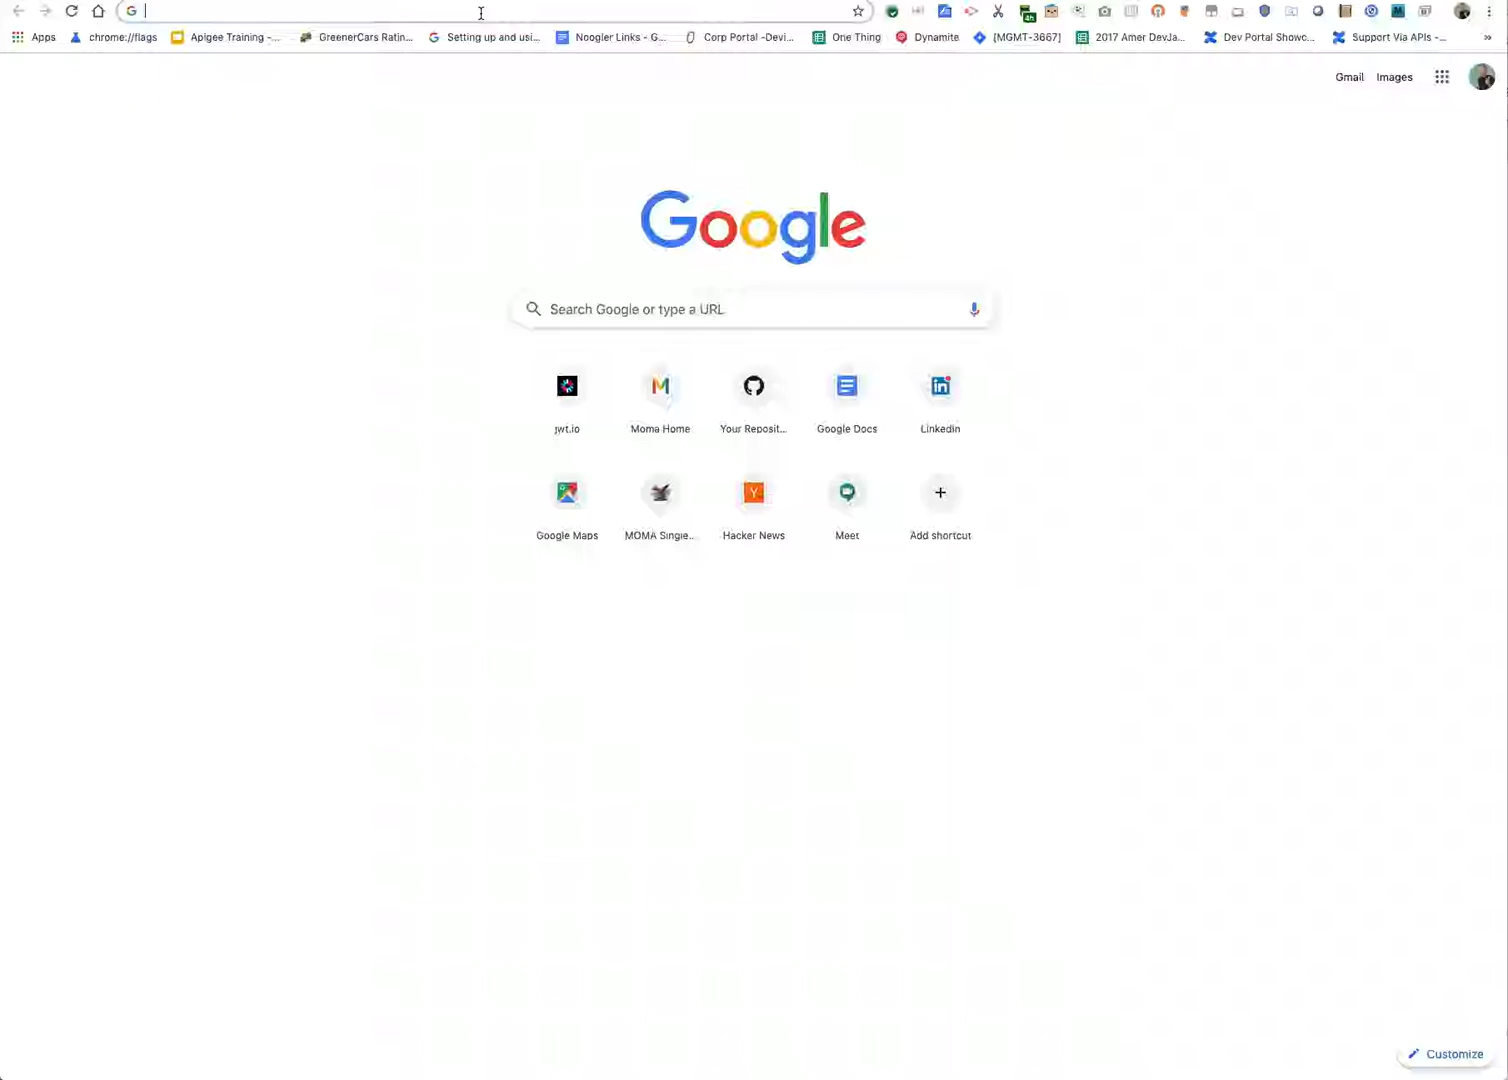 Apps chrome://flags Apigee Training -... GreenerCars Ratin... Setting up and usi... Noogler Links - G... Corp Portal -Devi... One Thing Dynamite [MGMT-3667] 2017 Amer DevJa... Dev Portal Showc... Support Via APIs -... »
Gmail Images
Google
Search Google or type a URL
jwt.io Moma Home Your Reposit... Google Docs LinkedIn
Google Maps MOMA Single... Hacker News Meet Add shortcut
Customize